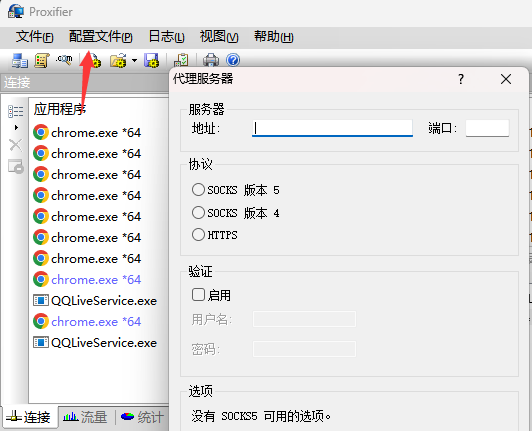 Proxifier
文件(F) 配置文件(P) 日志(L) 视图(V) 帮助(H)
.com
连接
应用程序
chrome.exe *64
chrome.exe *64
chrome.exe *64
chrome.exe *64
chrome.exe *64
chrome.exe *64
chrome.exe *64
chrome.exe *64
QQLiveService.exe
chrome.exe *64
QQLiveService.exe
连接 流量 统计
代理服务器 ?
服务器
地址: 端口:
协议
SOCKS 版本 5
SOCKS 版本 4
HTTPS
验证
启用
用户名:
密码:
选项
没有 SOCKS5 可用的选项。